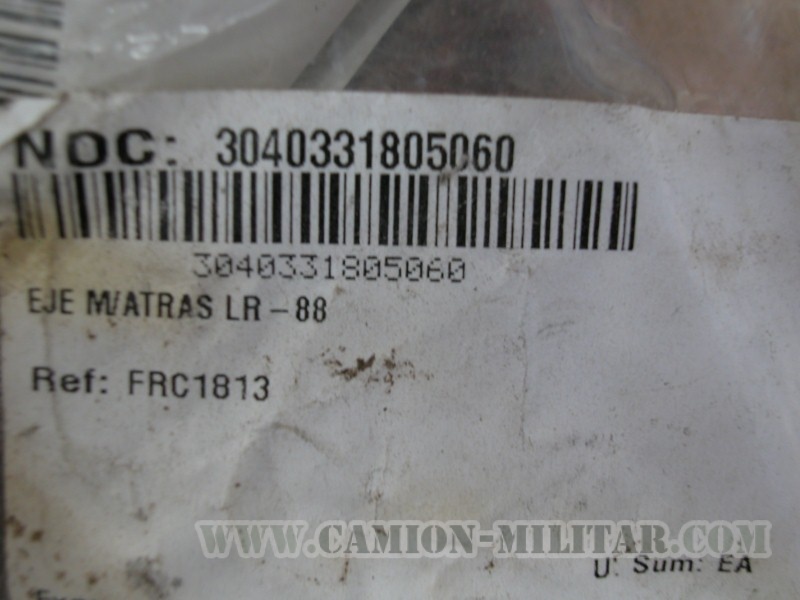 NOC: 3040331805060
3040331805060
EJE M/ATRAS LR-88
Ref: FRC1813
WWW.CAMION-MILITAR.COM
U. Sum: EA